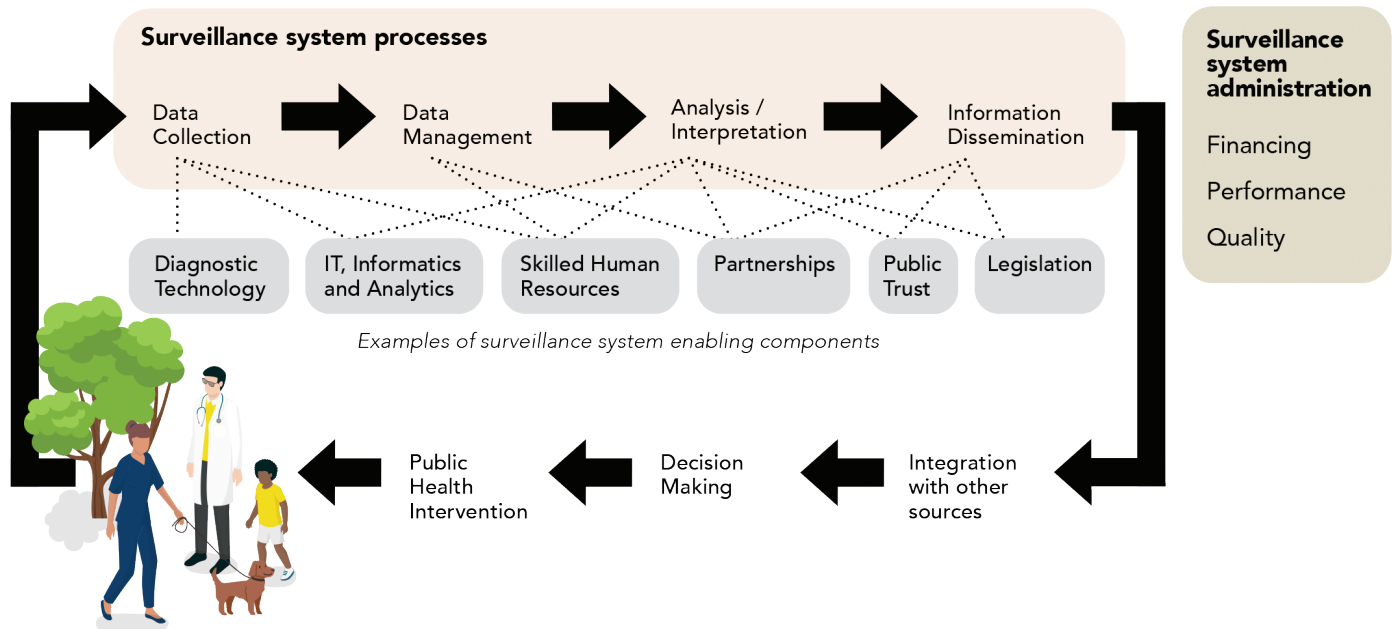 Surveillance system processes
Data
Collection
Data
Management
Analysis /
Interpretation
Information
Dissemination
Diagnostic
Technology
IT, Informatics
and Analytics
Skilled Human
Resources
Partnerships
Public
Trust
Legislation
Examples of surveillance system enabling components
Public
Health
Intervention
Decision
Making
Integration
with other
sources
Surveillance
system
administration
Financing
Performance
Quality